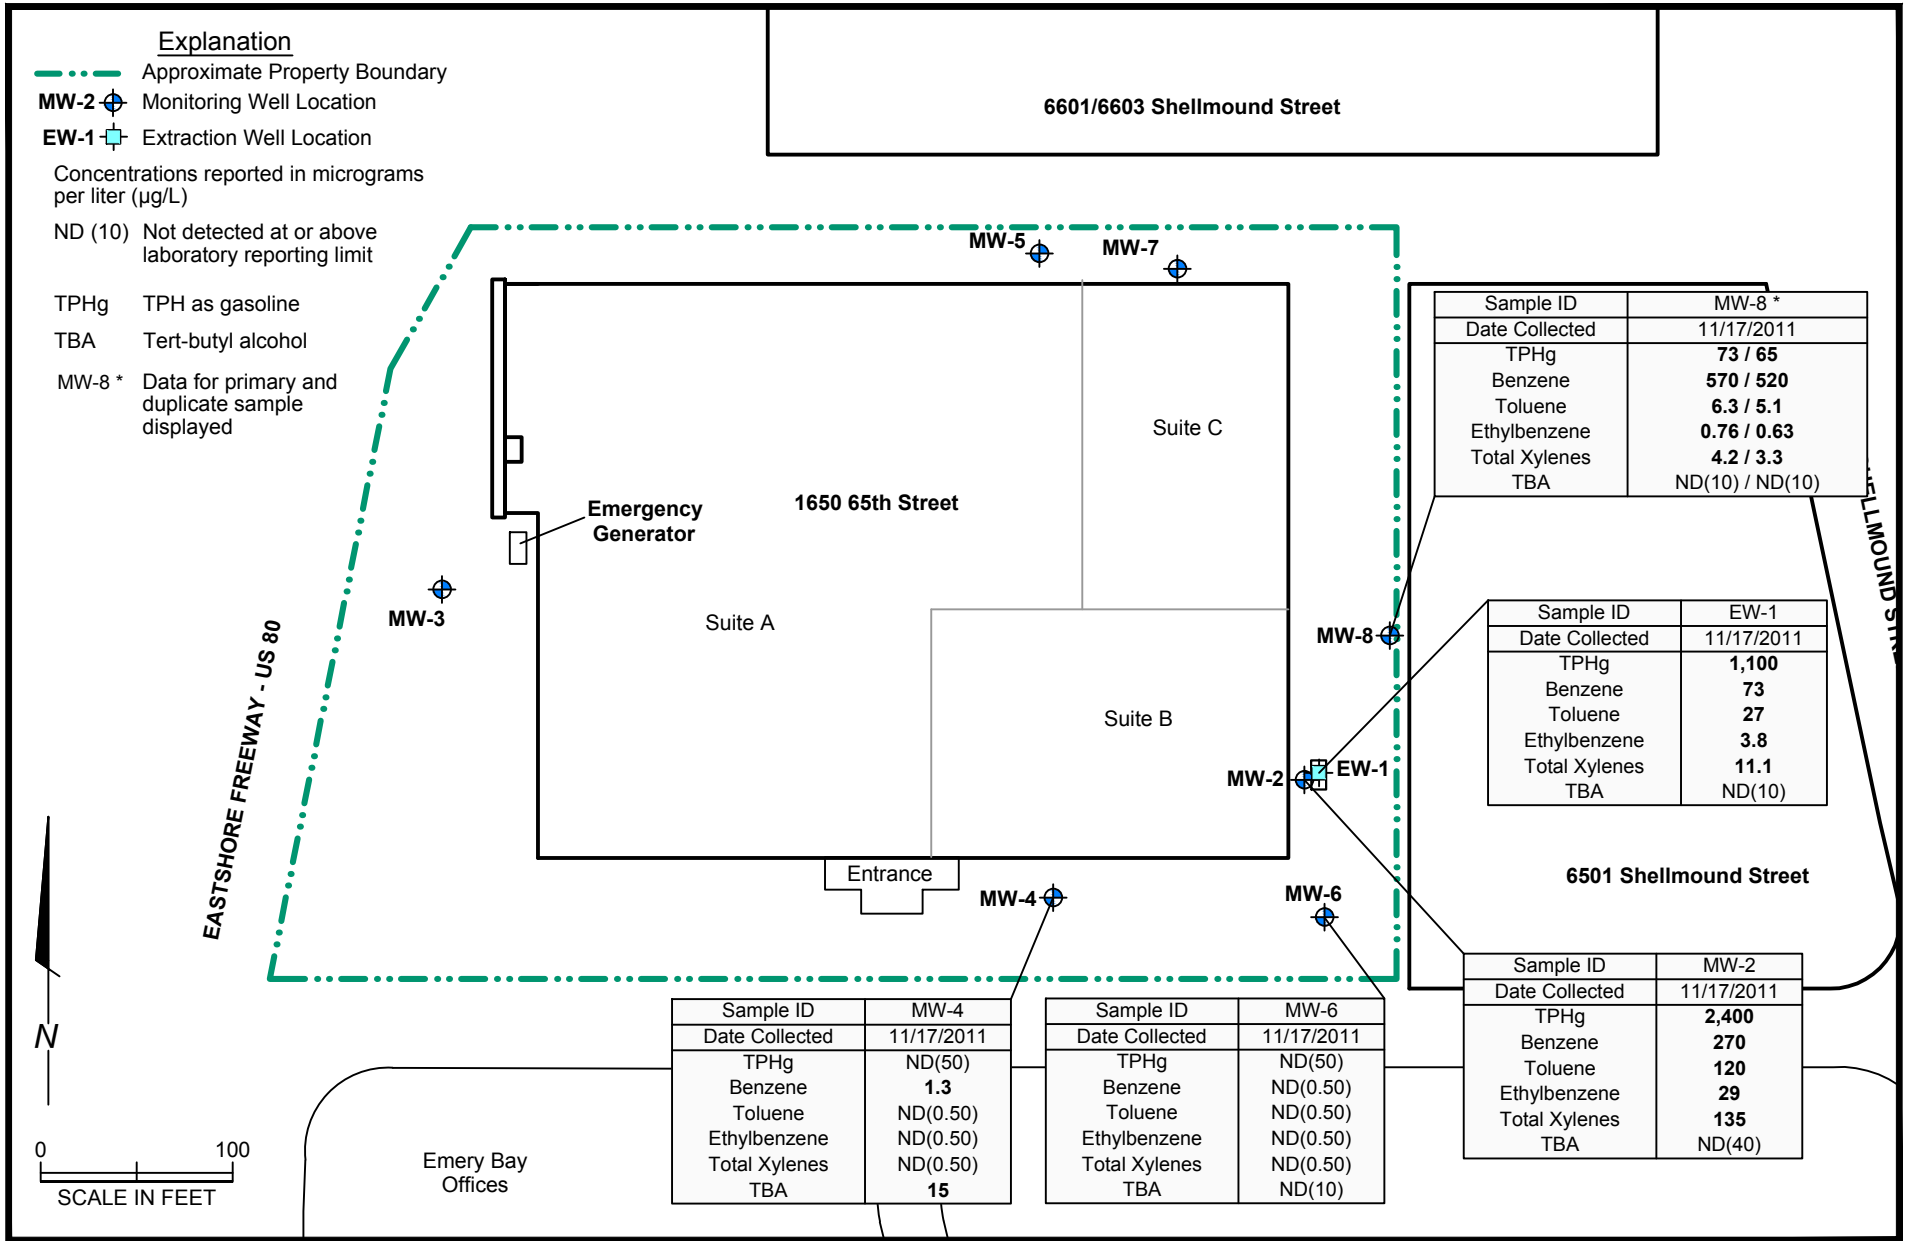 Explanation
Approximate Property Boundary
MW-2 Monitoring Well Location
EW-1 Extraction Well Location
Concentrations reported in micrograms
per liter (µg/L)
ND (10) Not detected at or above
laboratory reporting limit
TPHg TPH as gasoline
TBA Tert-butyl alcohol
MW-8 * Data for primary and
duplicate sample
displayed
6601/6603 Shellmound Street
MW-5
MW-7
Suite C
1650 65th Street
Emergency
Generator
MW-3
Suite A
MW-8
Suite B
MW-2
EW-1
Entrance
MW-4
MW-6
EASTSHORE FREEWAY - US 80
6501 Shellmound Street
Sample ID MW-8 *
Date Collected 11/17/2011
TPHg 73 / 65
Benzene 570 / 520
Toluene 6.3 / 5.1
Ethylbenzene 0.76 / 0.63
Total Xylenes 4.2 / 3.3
TBA ND(10) / ND(10)
Sample ID EW-1
Date Collected 11/17/2011
TPHg 1,100
Benzene 73
Toluene 27
Ethylbenzene 3.8
Total Xylenes 11.1
TBA ND(10)
Sample ID MW-4
Date Collected 11/17/2011
TPHg ND(50)
Benzene 1.3
Toluene ND(0.50)
Ethylbenzene ND(0.50)
Total Xylenes ND(0.50)
TBA 15
Sample ID MW-6
Date Collected 11/17/2011
TPHg ND(50)
Benzene ND(0.50)
Toluene ND(0.50)
Ethylbenzene ND(0.50)
Total Xylenes ND(0.50)
TBA ND(10)
Sample ID MW-2
Date Collected 11/17/2011
TPHg 2,400
Benzene 270
Toluene 120
Ethylbenzene 29
Total Xylenes 135
TBA ND(40)
N
0 100
SCALE IN FEET
Emery Bay
Offices